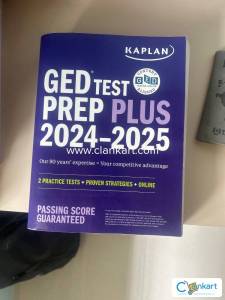 KAPLAN
GED® TEST
PREP PLUS
2024-2025
www.clankart.com
Our 80 years' expertise = Your competitive advantage
2 PRACTICE TESTS + PROVEN STRATEGIES + ONLINE
PASSING SCORE
GUARANTEED
Clankart